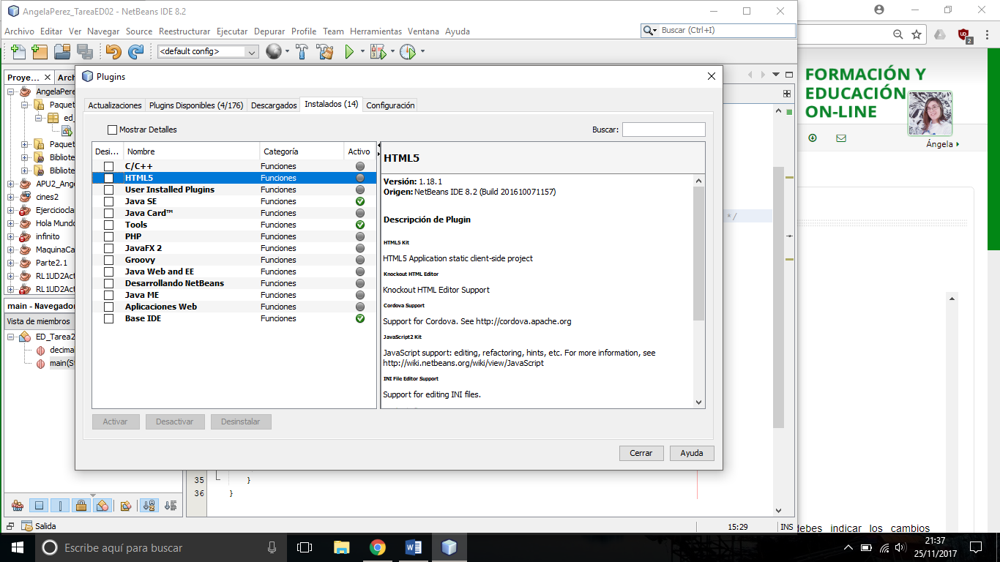 AngelaPerez_TareaED02 - NetBeans IDE 8.2
Archivo Editar Ver Navegar Source Reestructurar Ejecutar Depurar Profile Team Herramientas Ventana Ayuda
Buscar (Ctrl+I)
<default config>
2
FORMACIÓN Y
EDUCACIÓN
ON-LINE
Ángela
Proye...
Arch
AngelaPere
Paquet
ed_
Paquet
Bibliote
Bibliote
APU2_Ang
cines2
Ejerciciocla
Hola Mundo
infinito
MaquinaCa
Parte2.1
RL1UD2Act
RL1UD2Act
main - Navegador
Vista de miembros
ED_Tarea2
decima
main(St
Plugins
Actualizaciones Plugins Disponibles (4/176) Descargados Instalados (14) Configuración
Mostrar Detalles
Buscar:
Desi... Nombre Categoría Activo
C/C++ Funciones
HTML5 Funciones
User Installed Plugins Funciones
Java SE Funciones
Java Card™ Funciones
Tools Funciones
PHP Funciones
JavaFX 2 Funciones
Groovy Funciones
Java Web and EE Funciones
Desarrollando NetBeans Funciones
Java ME Funciones
Aplicaciones Web Funciones
Base IDE Funciones
HTML5
Versión: 1.18.1
Origen: NetBeans IDE 8.2 (Build 201610071157)
Descripción de Plugin
HTML5 Kit
HTML5 Application static client-side project
Knockout HTML Editor
Knockout HTML Editor Support
Cordova Support
Support for Cordova. See http://cordova.apache.org
JavaScript2 Kit
JavaScript support: editing, refactoring, hints, etc. For more information, see
http://wiki.netbeans.org/wiki/view/JavaScript
INI File Editor Support
Support for editing INI files.
Activar Desactivar Desinstalar
Cerrar Ayuda
*/
35 }
36 }
Salida
15:29 INS
debes indicar los cambios
Escribe aquí para buscar
21:37
25/11/2017